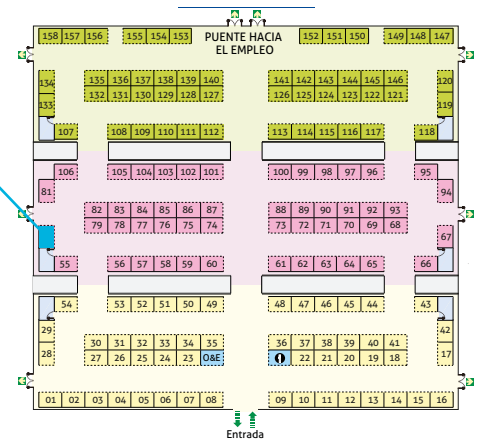 158 157 156 155 154 153 PUENTE HACIA 152 151 150 149 148 147
EL EMPLEO
134 135 136 137 138 139 140 141 142 143 144 145 146 120
133 132 131 130 129 128 127 126 125 124 123 122 121 119
107 108 109 110 111 112 113 114 115 116 117 118
106 105 104 103 102 101 100 99 98 97 96 95
81 94
82 83 84 85 86 87 88 89 90 91 92 93
79 78 77 76 75 74 73 72 71 70 69 68
67
55 56 57 58 59 60 61 62 63 64 65 66
54 53 52 51 50 49 48 47 46 45 44 43
29 42
30 31 32 33 34 35 36 37 38 39 40 41
28 27 26 25 24 23 O&E 22 21 20 19 18 17
01 02 03 04 05 06 07 08 09 10 11 12 13 14 15 16
Entrada